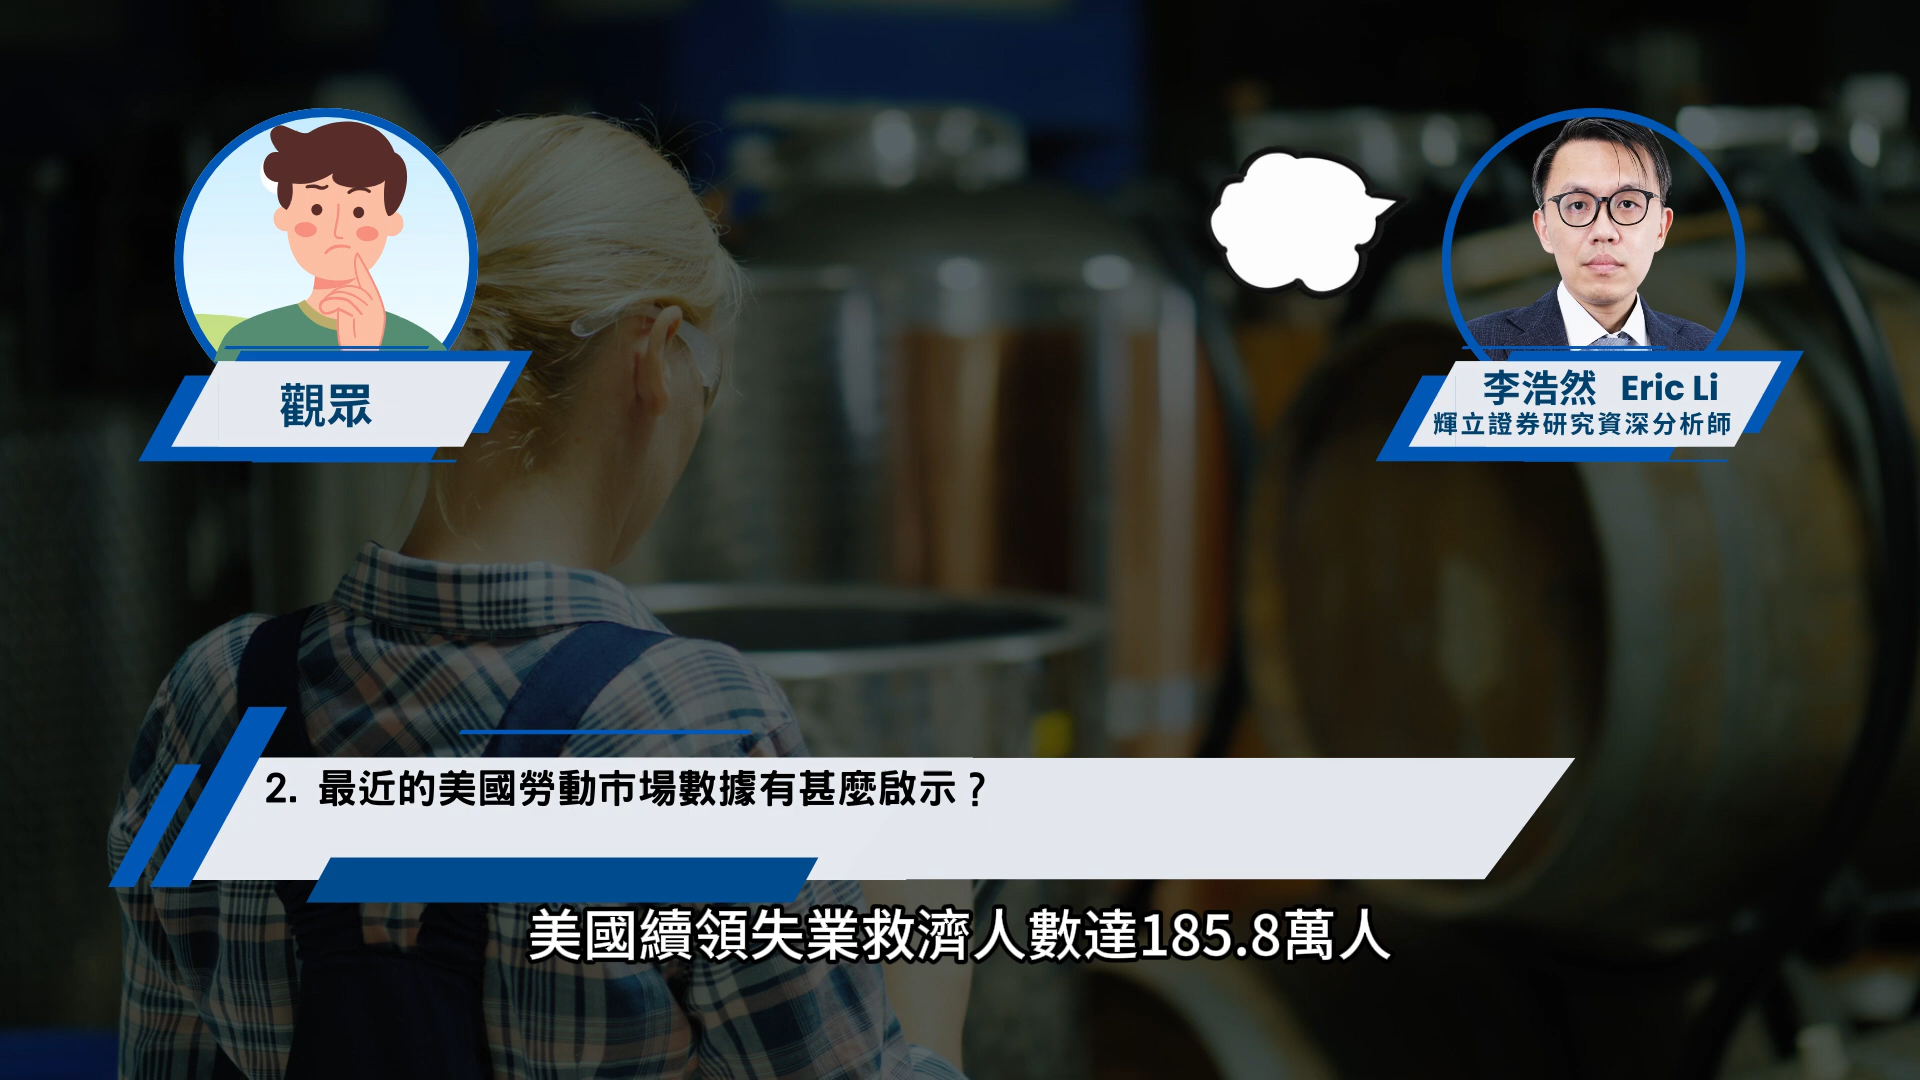 觀眾
李浩然 Eric Li
輝立證券研究資深分析師
2. 最近的美國勞動市場數據有甚麼啟示？
美國續領失業救濟人數達185.8萬人